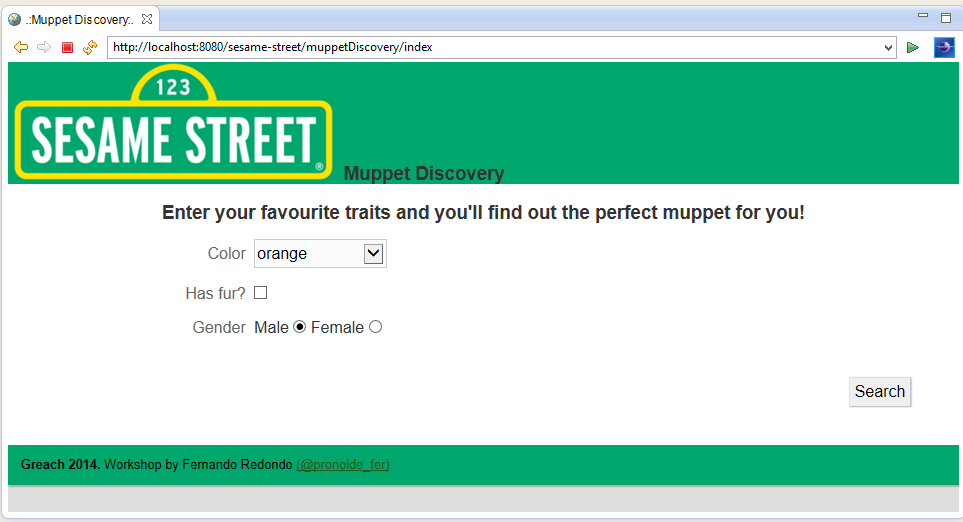 .:Muppet Discovery:.
http://localhost:8080/sesame-street/muppetDiscovery/index
123
SESAME STREET®
Muppet Discovery
Enter your favourite traits and you'll find out the perfect muppet for you!
Color orange
Has fur?
Gender Male Female
Search
Greach 2014. Workshop by Fernando Redondo (@pronoide_fer)